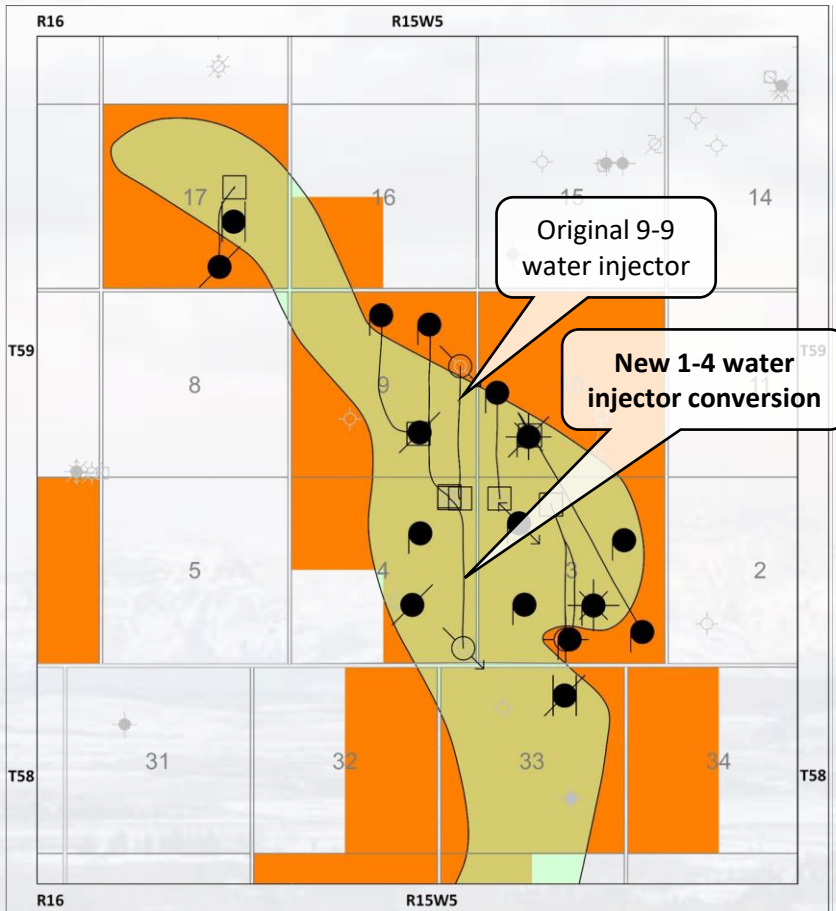 R16
R15W5
17
16
15
14
Original 9-9
water injector
T59
T59
8
9
10
11
New 1-4 water
injector conversion
5
4
3
2
T58
31
32
33
34
T58
R16
R15W5